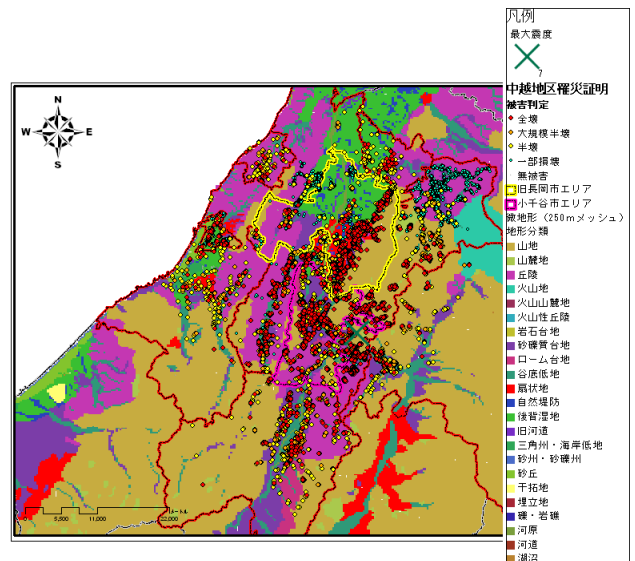 凡例
最大震度
7
中越地区罹災証明
被害判定
全壊
大規模半壊
半壊
一部損壊
無被害
旧長岡市エリア
小千谷市エリア
微地形（250mメッシュ）
地形分類
山地
山麓地
丘陵
火山地
火山山麓地
火山性丘陵
岩石台地
砂礫質台地
ローム台地
谷底低地
扇状地
自然堤防
後背湿地
旧河道
三角州・海岸低地
砂州・砂礫州
砂丘
干拓地
埋立地
礫・岩礁
河原
河道
湖沼
N
W E
S
メートル
0 5,500 11,000 22,000